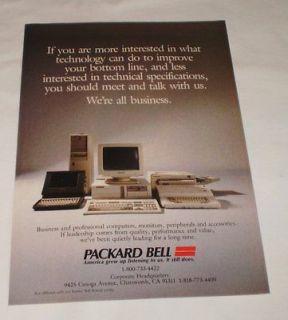 If you are more interested in what
technology can do to improve
your bottom line, and less
interested in technical specifications,
you should meet and talk with us.
We're all business.
Business and professional computers, monitors, peripherals and accessories.
If leadership comes from quality, performance and value,
we've been quietly leading for a long time.
PACKARD BELL
America grew up listening to us. It still does.
1-800-733-4422
Corporate Headquarters
9425 Canoga Avenue, Chatsworth, CA 91311 1-818-773-4400